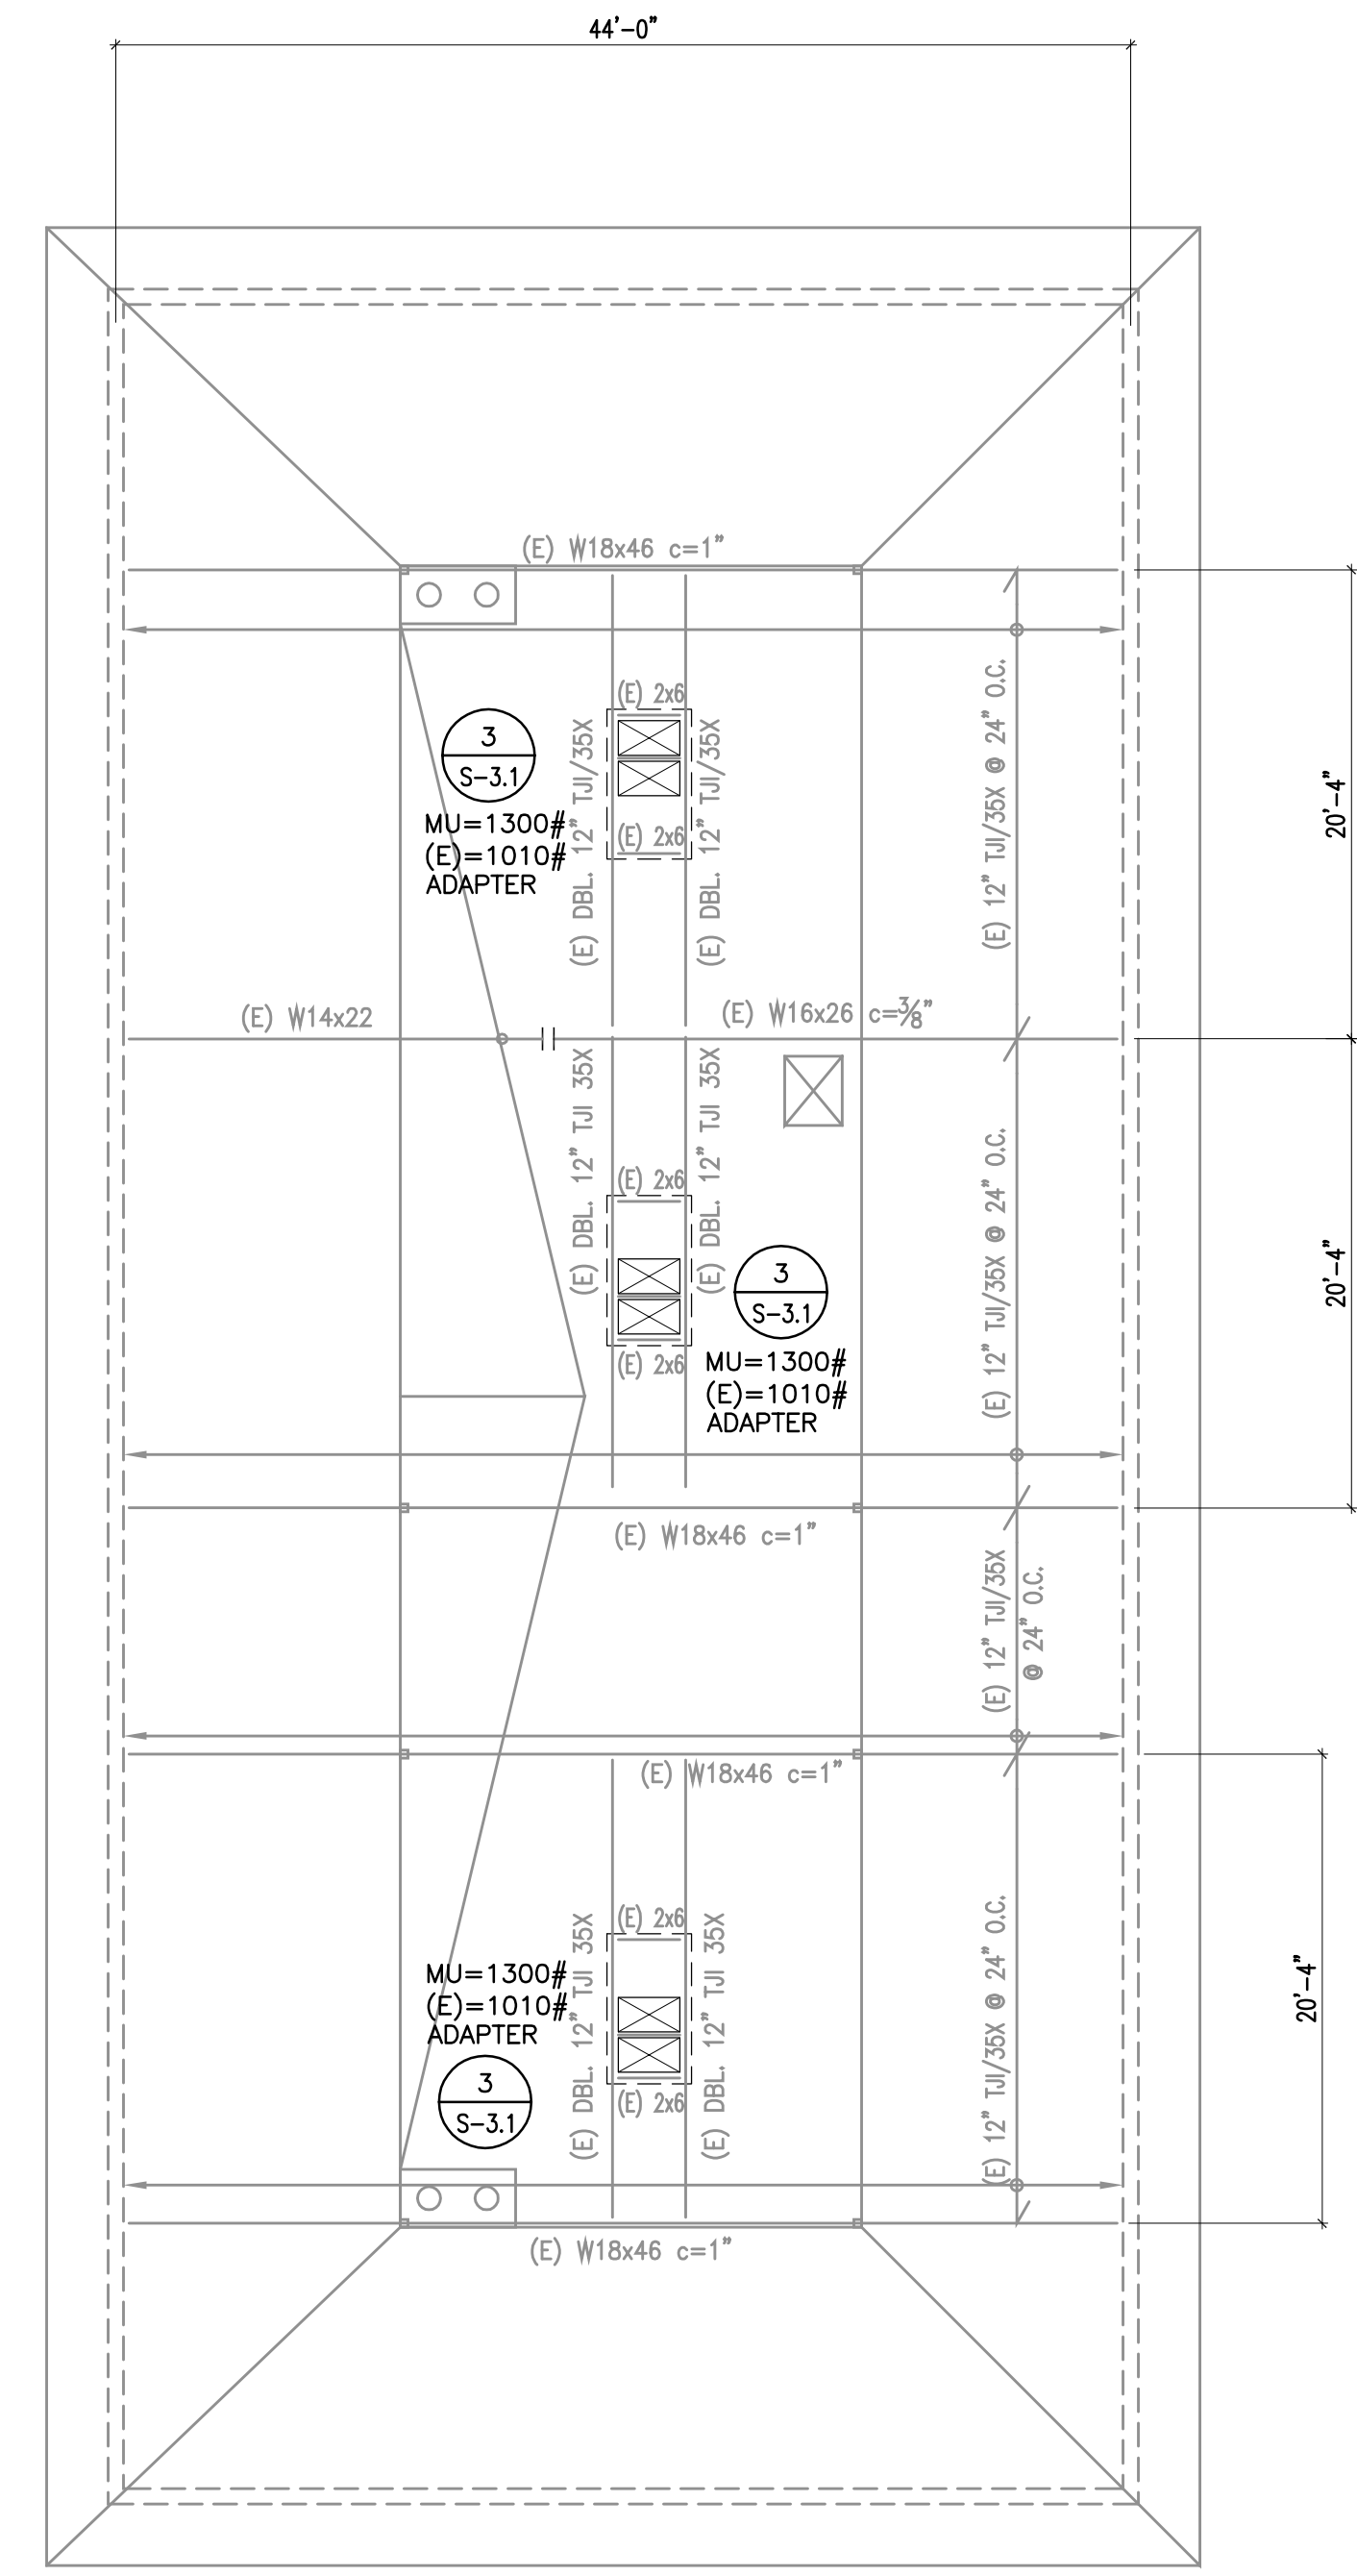 44'-0"
(E) W18x46 c=1"
(E) 2x6
3
S-3.1
MU=1300#
(E)=1010#
ADAPTER
(E) DBL. 12" TJI/35X
(E) 2x6
(E) DBL. 12" TJI/35X
(E) 12" TJI/35X @ 24" O.C.
20'-4"
(E) W14x22
(E) W16x26 c=3/8"
(E) DBL. 12" TJI 35X
(E) DBL. 12" TJI 35X
(E) 2x6
3
S-3.1
(E) 2x6
MU=1300#
(E)=1010#
ADAPTER
(E) 12" TJI/35X @ 24" O.C.
20'-4"
(E) W18x46 c=1"
(E) 12" TJI/35X
@ 24" O.C.
(E) W18x46 c=1"
(E) 2x6
MU=1300#
(E)=1010#
ADAPTER
3
S-3.1
(E) DBL. 12" TJI 35X
(E) 2x6
(E) DBL. 12" TJI 35X
(E) 12" TJI/35X @ 24" O.C.
20'-4"
(E) W18x46 c=1"